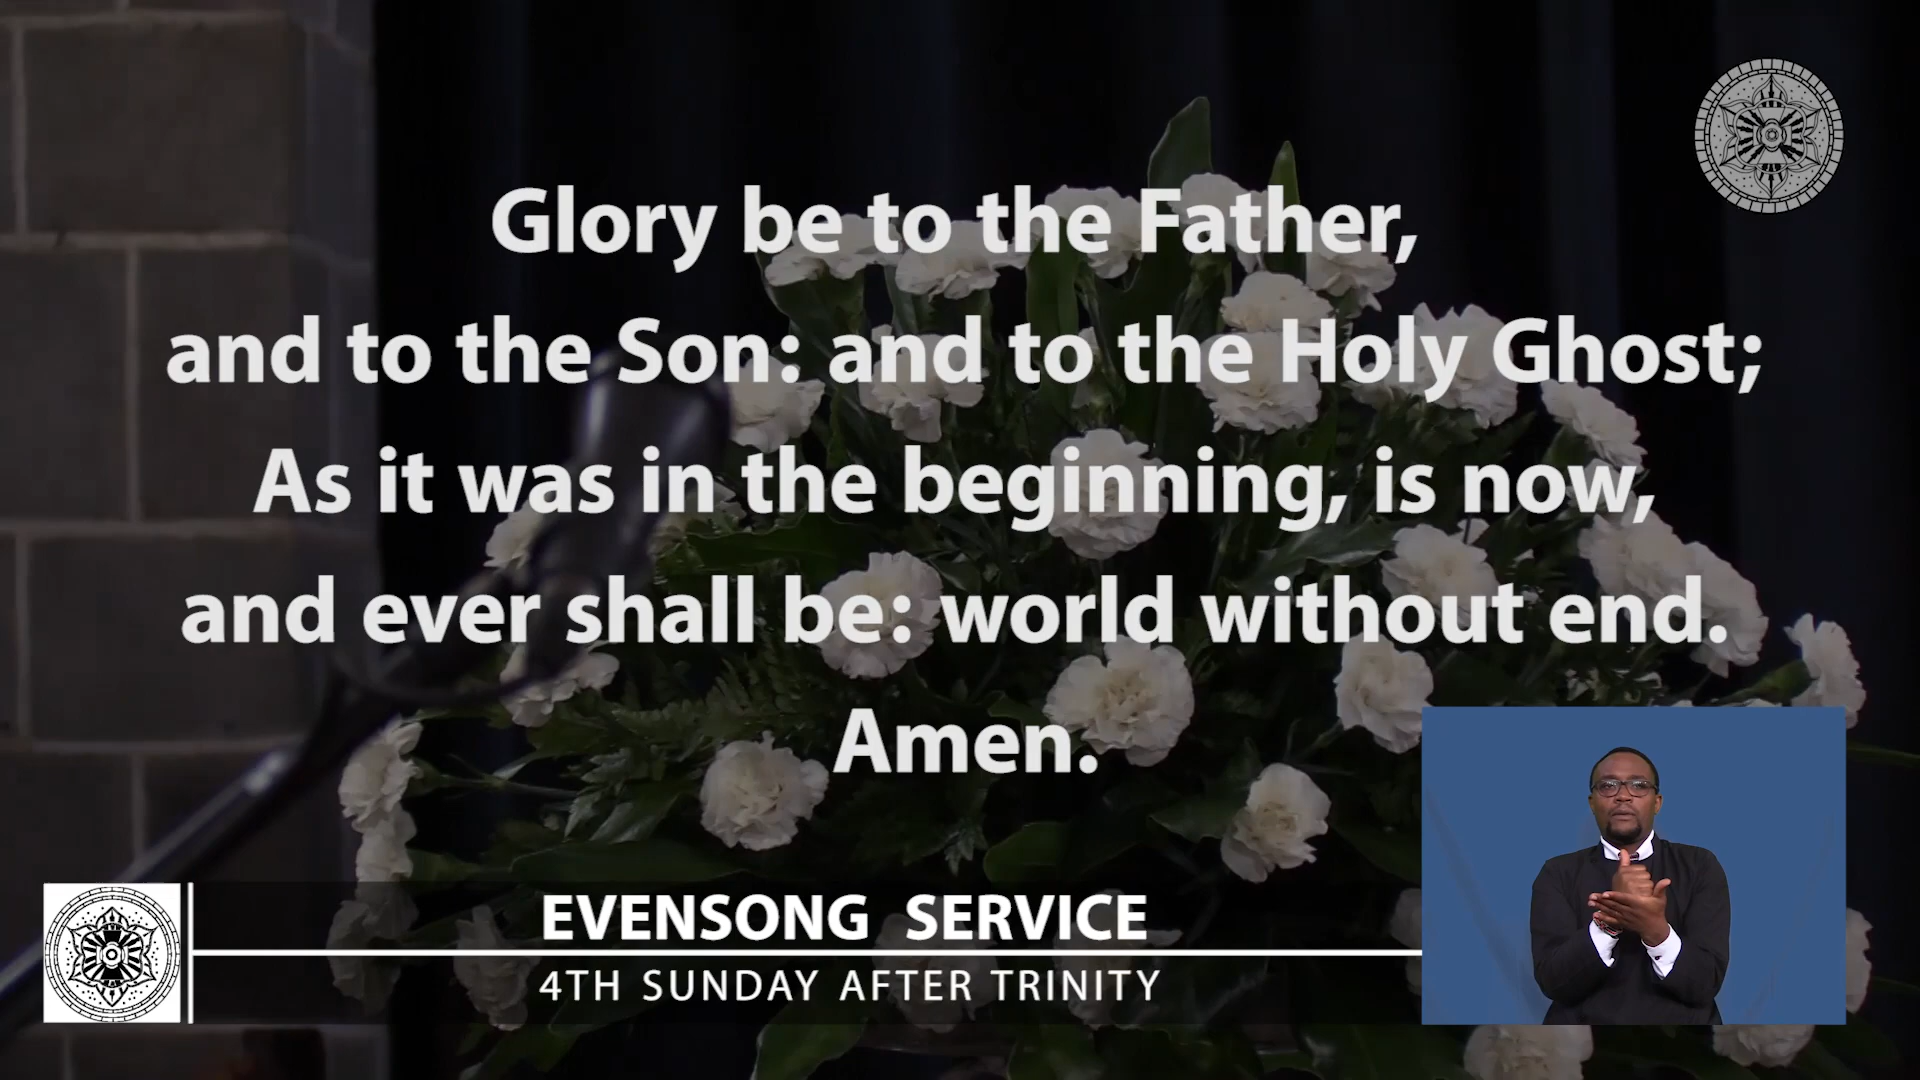 Glory be to the Father,
and to the Son: and to the Holy Ghost;
As it was in the beginning, is now,
and ever shall be: world without end.
Amen.
EVENSONG SERVICE
4TH SUNDAY AFTER TRINITY